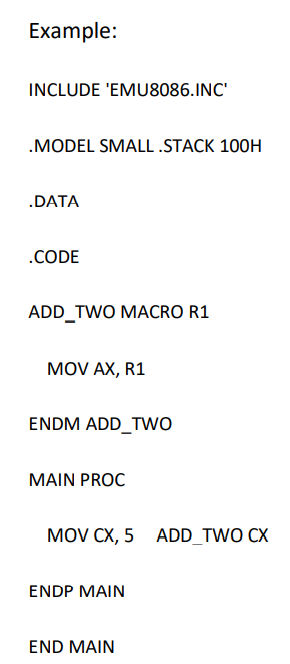 Example:
INCLUDE 'EMU8086.INC'
.MODEL SMALL .STACK 100H
.DATA
.CODE
ADD_TWO MACRO R1
MOV AX, R1
ENDM ADD_TWO
MAIN PROC
MOV CX, 5 ADD_TWO CX
ENDP MAIN
END MAIN